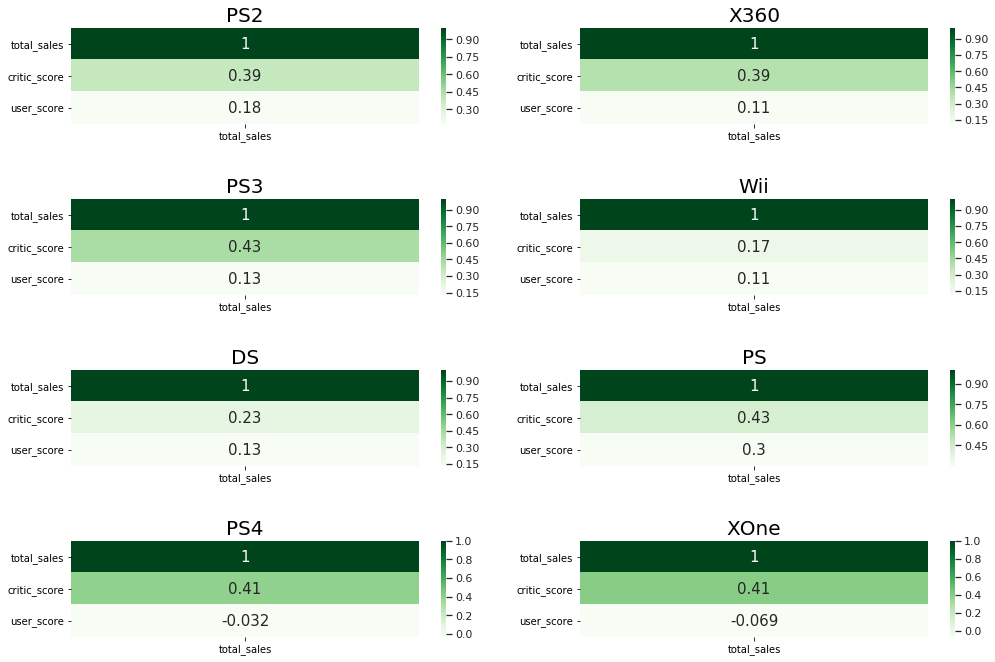 PS2
total_sales 1
critic_score 0.39
user_score 0.18
total_sales
0.90
0.75
0.60
0.45
0.30
X360
total_sales 1
critic_score 0.39
user_score 0.11
total_sales
0.90
0.75
0.60
0.45
0.30
0.15
PS3
total_sales 1
critic_score 0.43
user_score 0.13
total_sales
0.90
0.75
0.60
0.45
0.30
0.15
Wii
total_sales 1
critic_score 0.17
user_score 0.11
total_sales
0.90
0.75
0.60
0.45
0.30
0.15
DS
total_sales 1
critic_score 0.23
user_score 0.13
total_sales
0.90
0.75
0.60
0.45
0.30
0.15
PS
total_sales 1
critic_score 0.43
user_score 0.3
total_sales
0.90
0.75
0.60
0.45
PS4
total_sales 1
critic_score 0.41
user_score -0.032
total_sales
1.0
0.8
0.6
0.4
0.2
0.0
XOne
total_sales 1
critic_score 0.41
user_score -0.069
total_sales
1.0
0.8
0.6
0.4
0.2
0.0